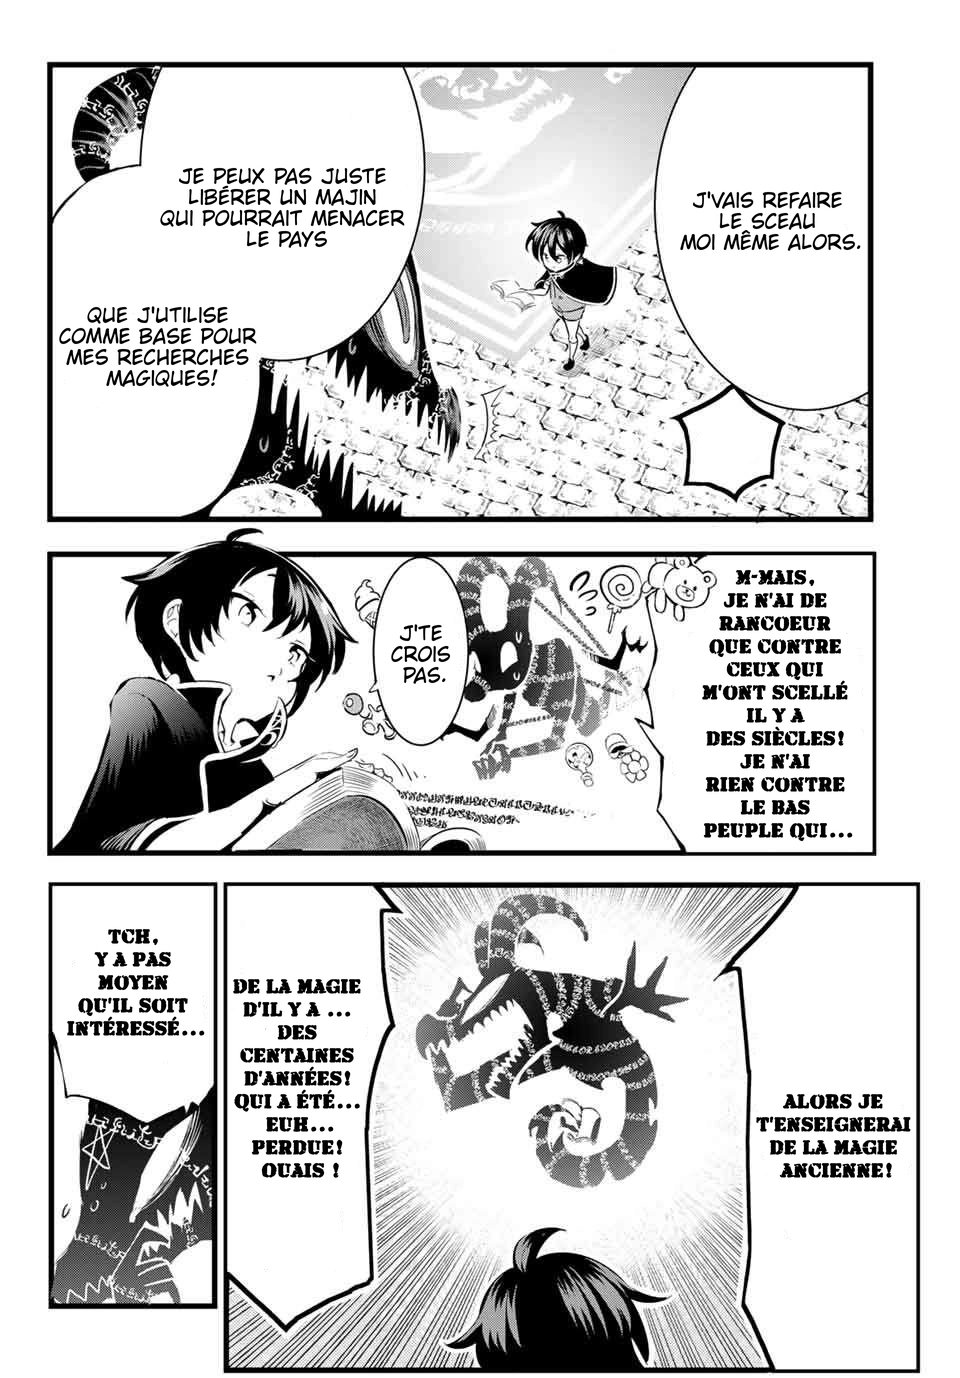 J'VAIS REFAIRE
LE SCEAU
MOI MÊME ALORS.
JE PEUX PAS JUSTE
LIBÉRER UN MAJIN
QUI POURRAIT MENACER
LE PAYS
QUE J'UTILISE
COMME BASE POUR
MES RECHERCHES
MAGIQUES!
M-MAIS,
JE N'AI DE
RANCOEUR
QUE CONTRE
CEUX QUI
M'ONT SCELLÉ
IL Y A
DES SIÈCLES!
JE N'AI
RIEN CONTRE
LE BAS
PEUPLE QUI...
J'TE
CROIS
PAS.
ALORS JE
T'ENSEIGNERAI
DE LA MAGIE
ANCIENNE!
DE LA MAGIE
D'IL Y A ...
DES
CENTAINES
D'ANNÉES!
QUI A ÉTÉ...
EUH...
PERDUE!
OUAIS !
TCH,
Y A PAS
MOYEN
QU'IL SOIT
INTÉRESSÉ...